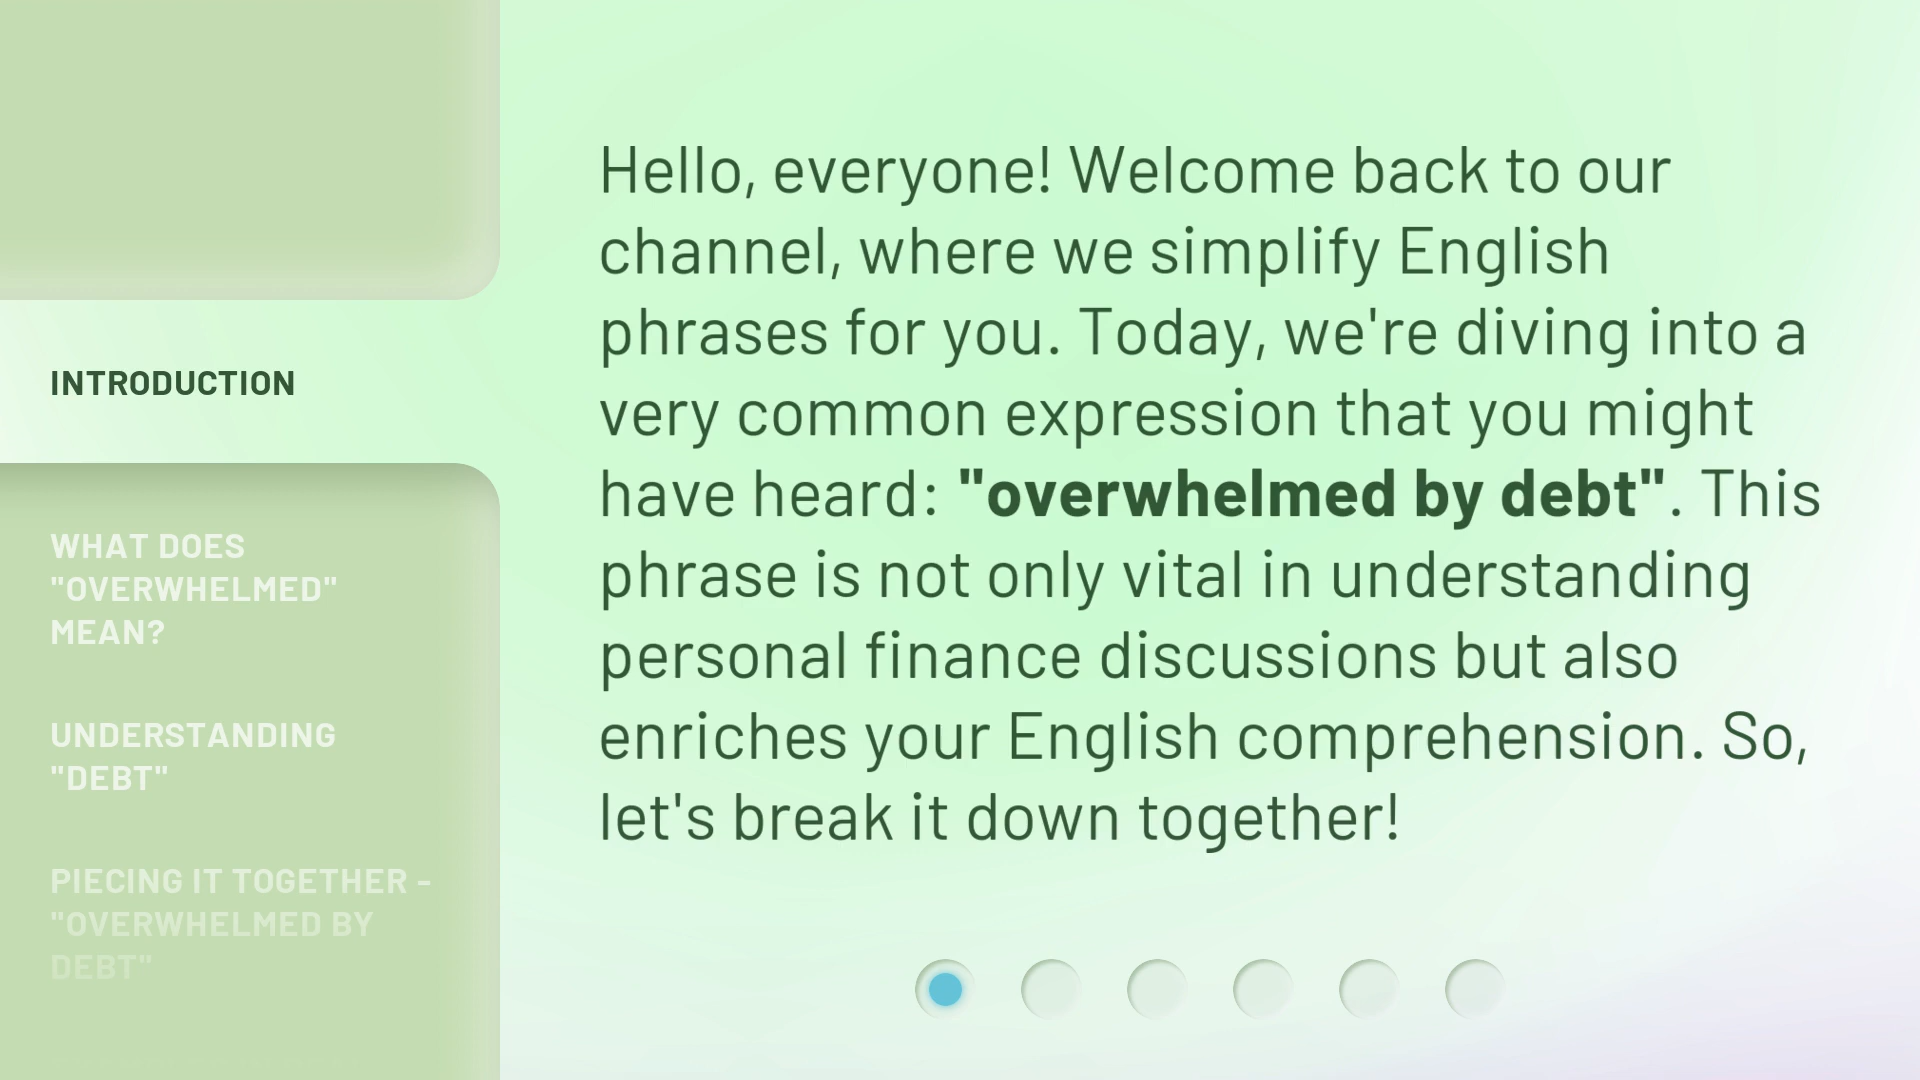 INTRODUCTION
WHAT DOES
"OVERWHELMED"
MEAN?
UNDERSTANDING
"DEBT"
PIECING IT TOGETHER -
"OVERWHELMED BY
DEBT"
Hello, everyone! Welcome back to our
channel, where we simplify English
phrases for you. Today, we're diving into a
very common expression that you might
have heard: "overwhelmed by debt". This
phrase is not only vital in understanding
personal finance discussions but also
enriches your English comprehension. So,
let's break it down together!